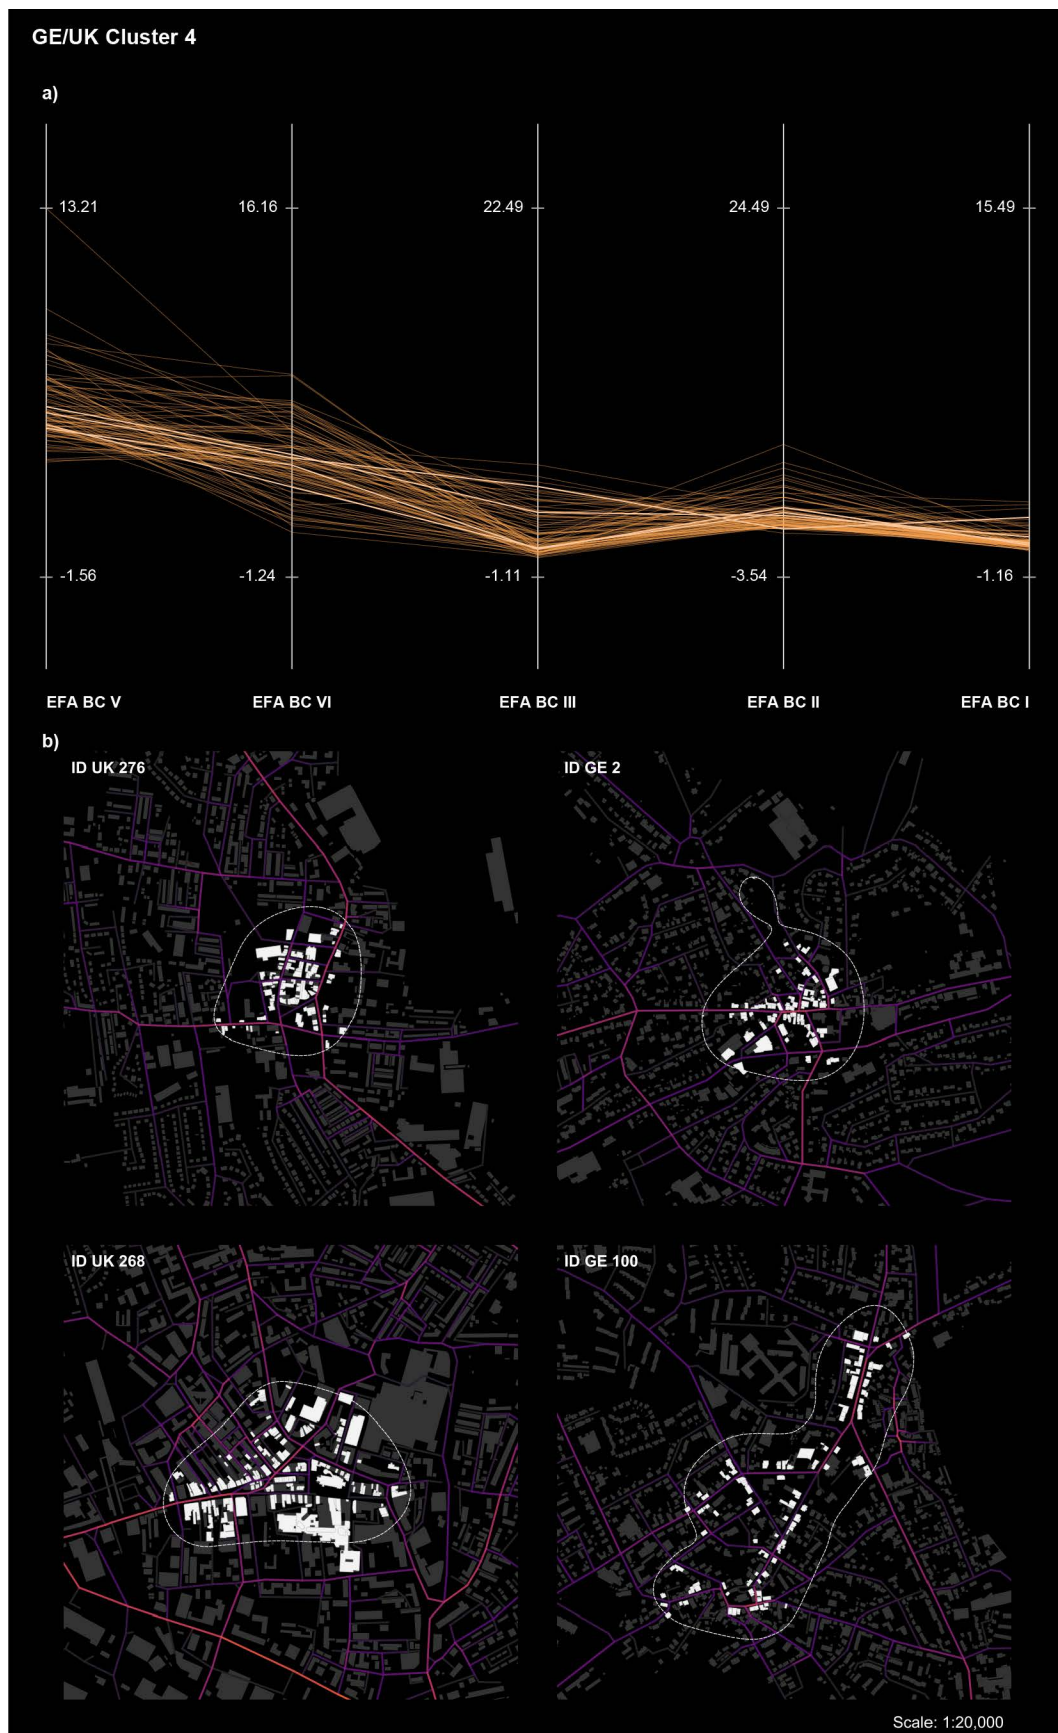 GE/UK Cluster 4
a)
13.21 16.16 22.49 24.49 15.49
-1.56 -1.24 -1.11 -3.54 -1.16
EFA BC V EFA BC VI EFA BC III EFA BC II EFA BC I
b)
ID UK 276 ID GE 2
ID UK 268 ID GE 100
Scale: 1:20,000